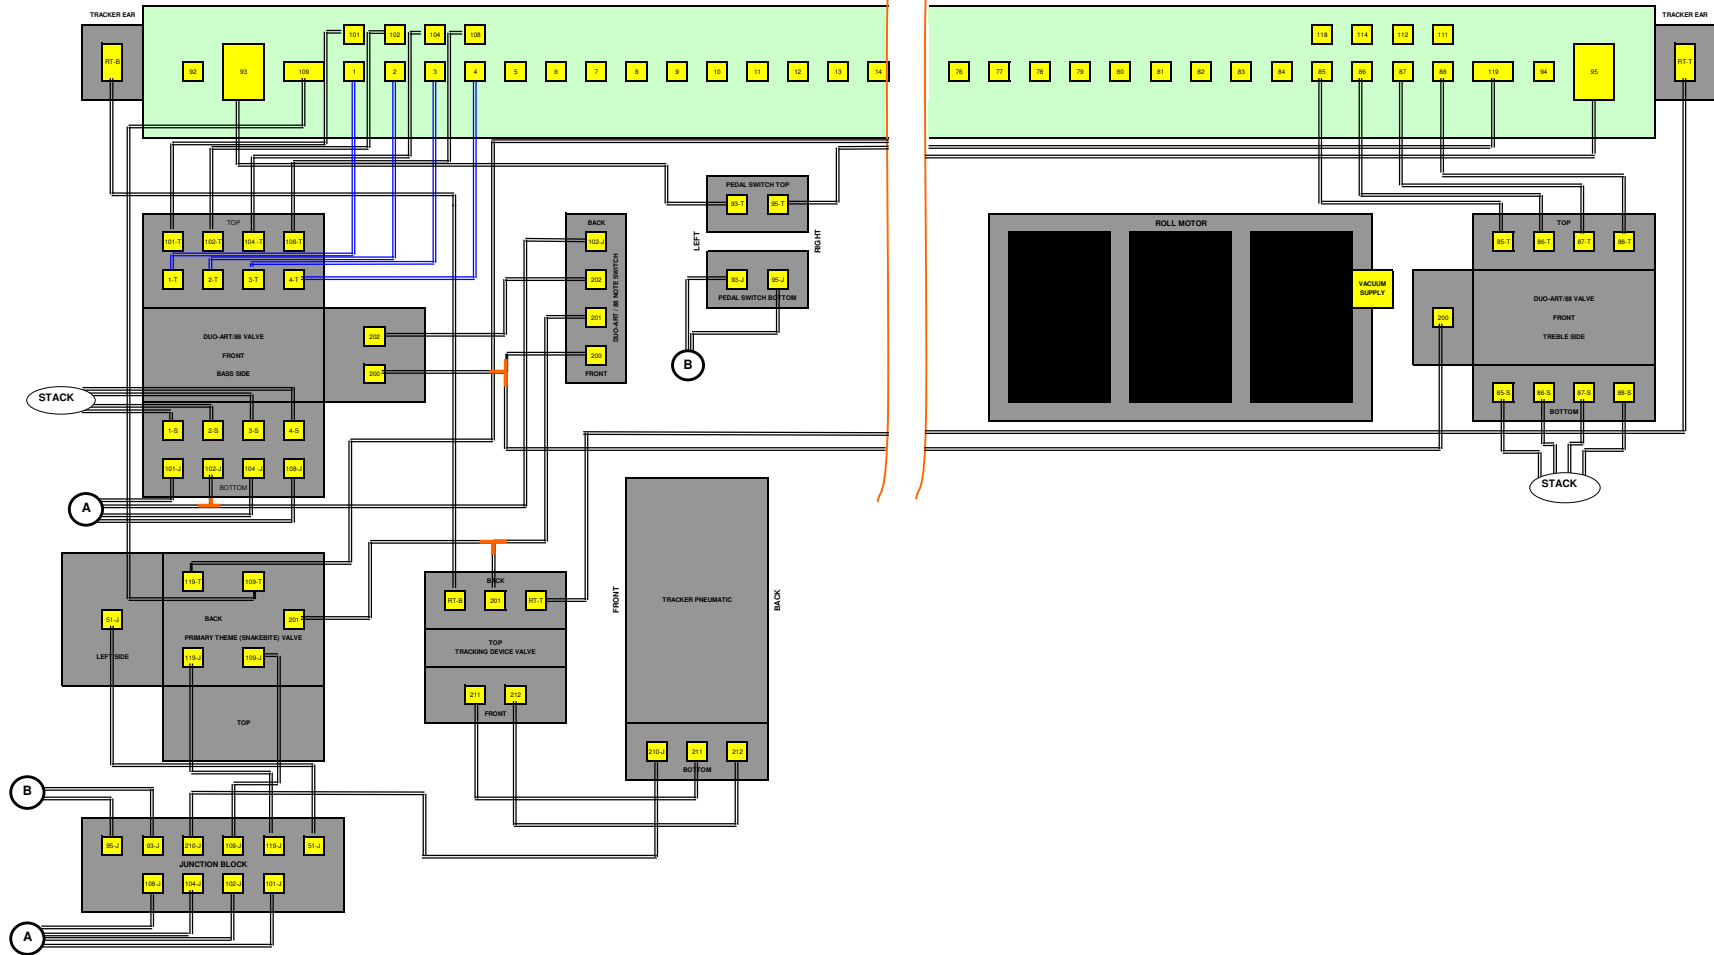 TRACKER EAR
TRACKER EAR
101
102
104
108
118
114
112
111
RT-B
92
93
109
1
2
3
4
5
6
7
8
9
10
11
12
13
14
76
77
78
79
80
81
82
83
84
85
86
87
88
119
94
95
RT-T
PEDAL SWITCH TOP
93-T
95-T
LEFT
RIGHT
93-J
95-J
PEDAL SWITCH BOTTOM
B
TOP
101-T
102-T
104-T
108-T
1-T
2-T
3-T
4-T
DUO-ART/88 VALVE
FRONT
BASS SIDE
202
200
STACK
1-S
2-S
3-S
4-S
101-J
102-J
104-J
108-J
BOTTOM
A
BACK
102-J
202
201
200
FRONT
DUO-ART / 88 NOTE SWITCH
ROLL MOTOR
VACUUM
SUPPLY
TOP
85-T
86-T
87-T
88-T
200
DUO-ART/88 VALVE
FRONT
TREBLE SIDE
85-S
86-S
87-S
88-S
BOTTOM
STACK
119-T
109-T
51-J
BACK
201
PRIMARY THEME (SNAKEBITE) VALVE
LEFT SIDE
119-J
109-J
TOP
BACK
RT-B
201
RT-T
TOP
TRACKING DEVICE VALVE
211
212
FRONT
FRONT
TRACKER PNEUMATIC
BACK
210-J
211
212
BOTTOM
B
95-J
93-J
210-J
109-J
119-J
51-J
JUNCTION BLOCK
108-J
104-J
102-J
101-J
A